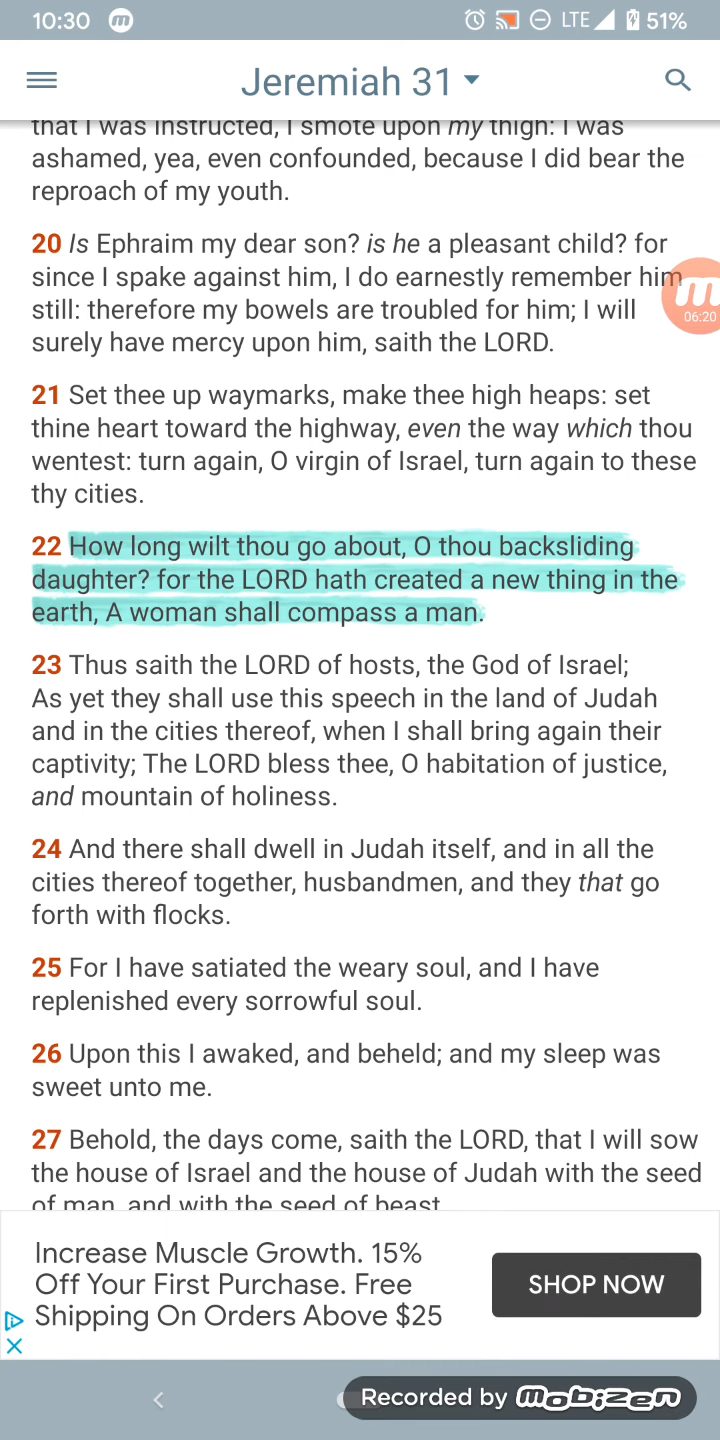 10:30 m LTE 51%
Jeremiah 31
that I was instructed, I smote upon my thigh: I was
ashamed, yea, even confounded, because I did bear the
reproach of my youth.
20 Is Ephraim my dear son? is he a pleasant child? for
since I spake against him, I do earnestly remember him
still: therefore my bowels are troubled for him; I will
surely have mercy upon him, saith the LORD.
m
06:20
21 Set thee up waymarks, make thee high heaps: set
thine heart toward the highway, even the way which thou
wentest: turn again, O virgin of Israel, turn again to these
thy cities.
22 How long wilt thou go about, O thou backsliding
daughter? for the LORD hath created a new thing in the
earth, A woman shall compass a man.
23 Thus saith the LORD of hosts, the God of Israel;
As yet they shall use this speech in the land of Judah
and in the cities thereof, when I shall bring again their
captivity; The LORD bless thee, O habitation of justice,
and mountain of holiness.
24 And there shall dwell in Judah itself, and in all the
cities thereof together, husbandmen, and they that go
forth with flocks.
25 For I have satiated the weary soul, and I have
replenished every sorrowful soul.
26 Upon this I awaked, and beheld; and my sleep was
sweet unto me.
27 Behold, the days come, saith the LORD, that I will sow
the house of Israel and the house of Judah with the seed
of man, and with the seed of beast.
Increase Muscle Growth. 15%
Off Your First Purchase. Free
Shipping On Orders Above $25
SHOP NOW
Recorded by mobizen